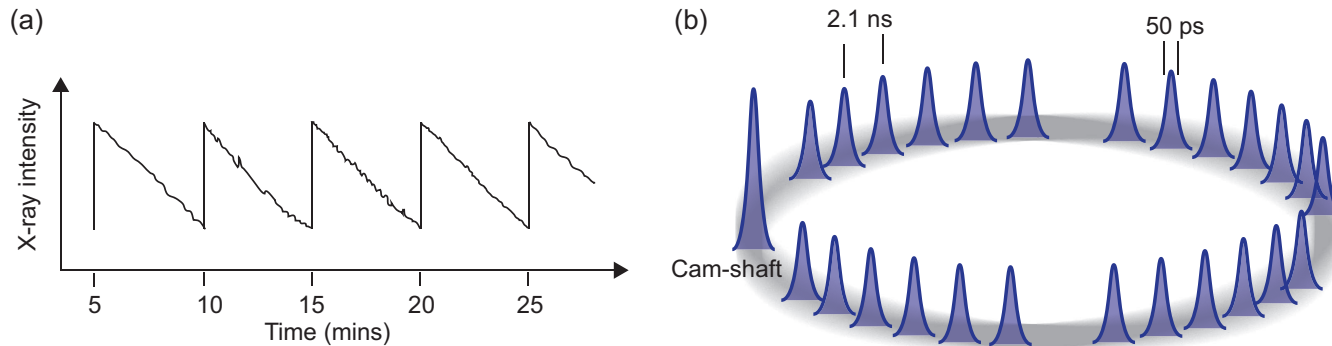 (a)
X-ray intensity
5 10 15 20 25
Time (mins)
(b)
2.1 ns
50 ps
Cam-shaft